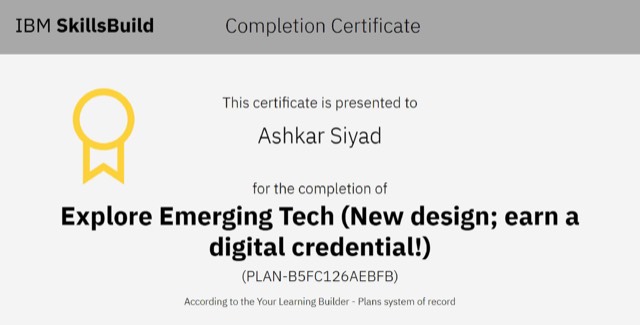 IBM SkillsBuild
Completion Certificate
This certificate is presented to
Ashkar Siyad
for the completion of
Explore Emerging Tech (New design; earn a
digital credential!)
(PLAN-B5FC126AEBFB)
According to the Your Learning Builder - Plans system of record